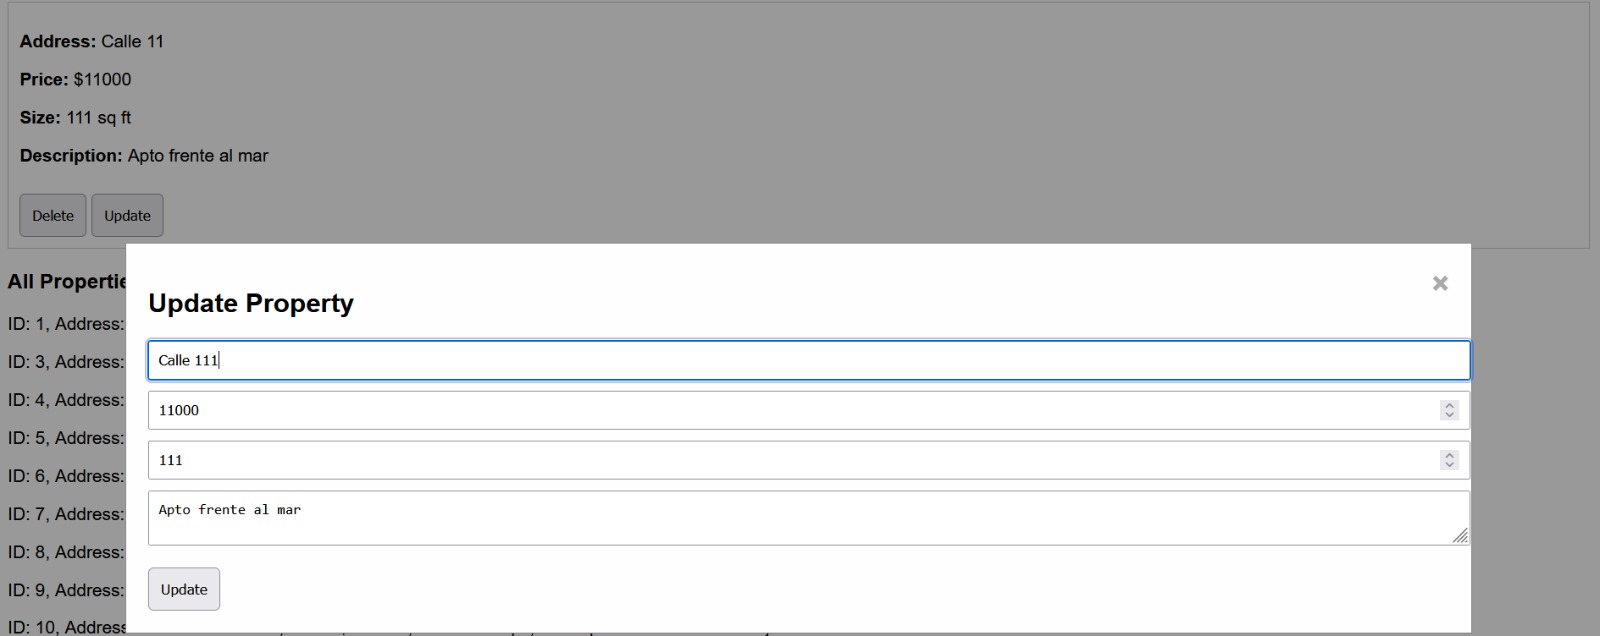 Address: Calle 11
Price: $11000
Size: 111 sq ft
Description: Apto frente al mar
Delete Update
All
ID: 1, Address:
ID: 3, Address:
ID: 4, Address:
ID: 5, Address:
ID: 6, Address:
ID: 7, Address:
ID: 8, Address:
ID: 9, Address:
ID: 10,
Update Property
Calle 111
11000
111
Apto frente al mar
Update